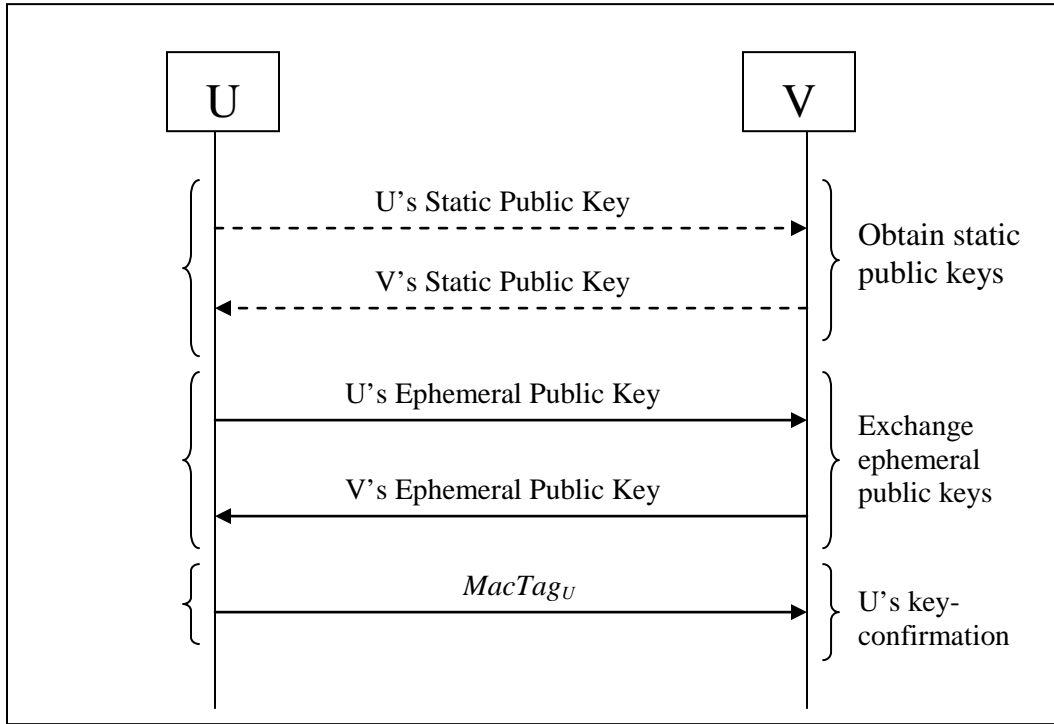 U
V
U’s Static Public Key
V’s Static Public Key
Obtain static
public keys
U’s Ephemeral Public Key
V’s Ephemeral Public Key
Exchange
ephemeral
public keys
MacTagU
U’s key-
confirmation